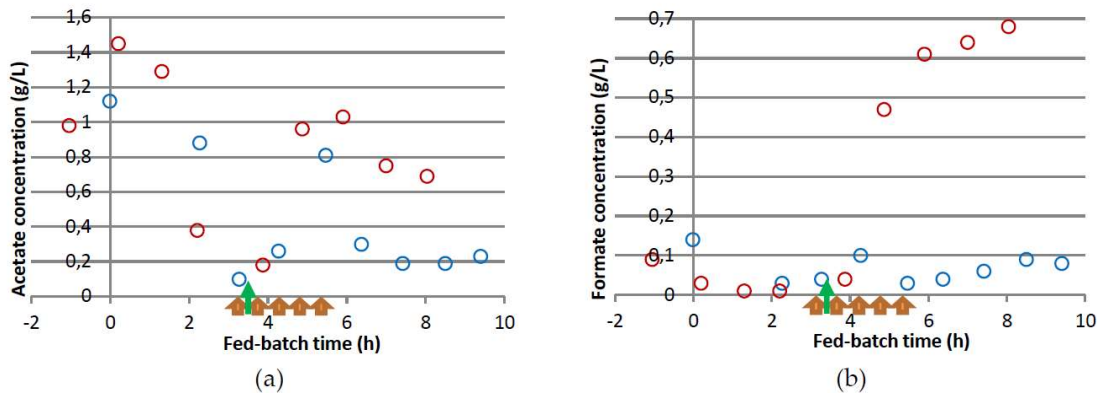 Acetate concentration (g/L)
1,6
1,4
1,2
1
0,8
0,6
0,4
0,2
0
-2 0 2 4 6 8 10
Fed-batch time (h)
(a)
Formate concentration (g/L)
0,7
0,6
0,5
0,4
0,3
0,2
0,1
0
-2 0 2 4 6 8 10
Fed-batch time (h)
(b)